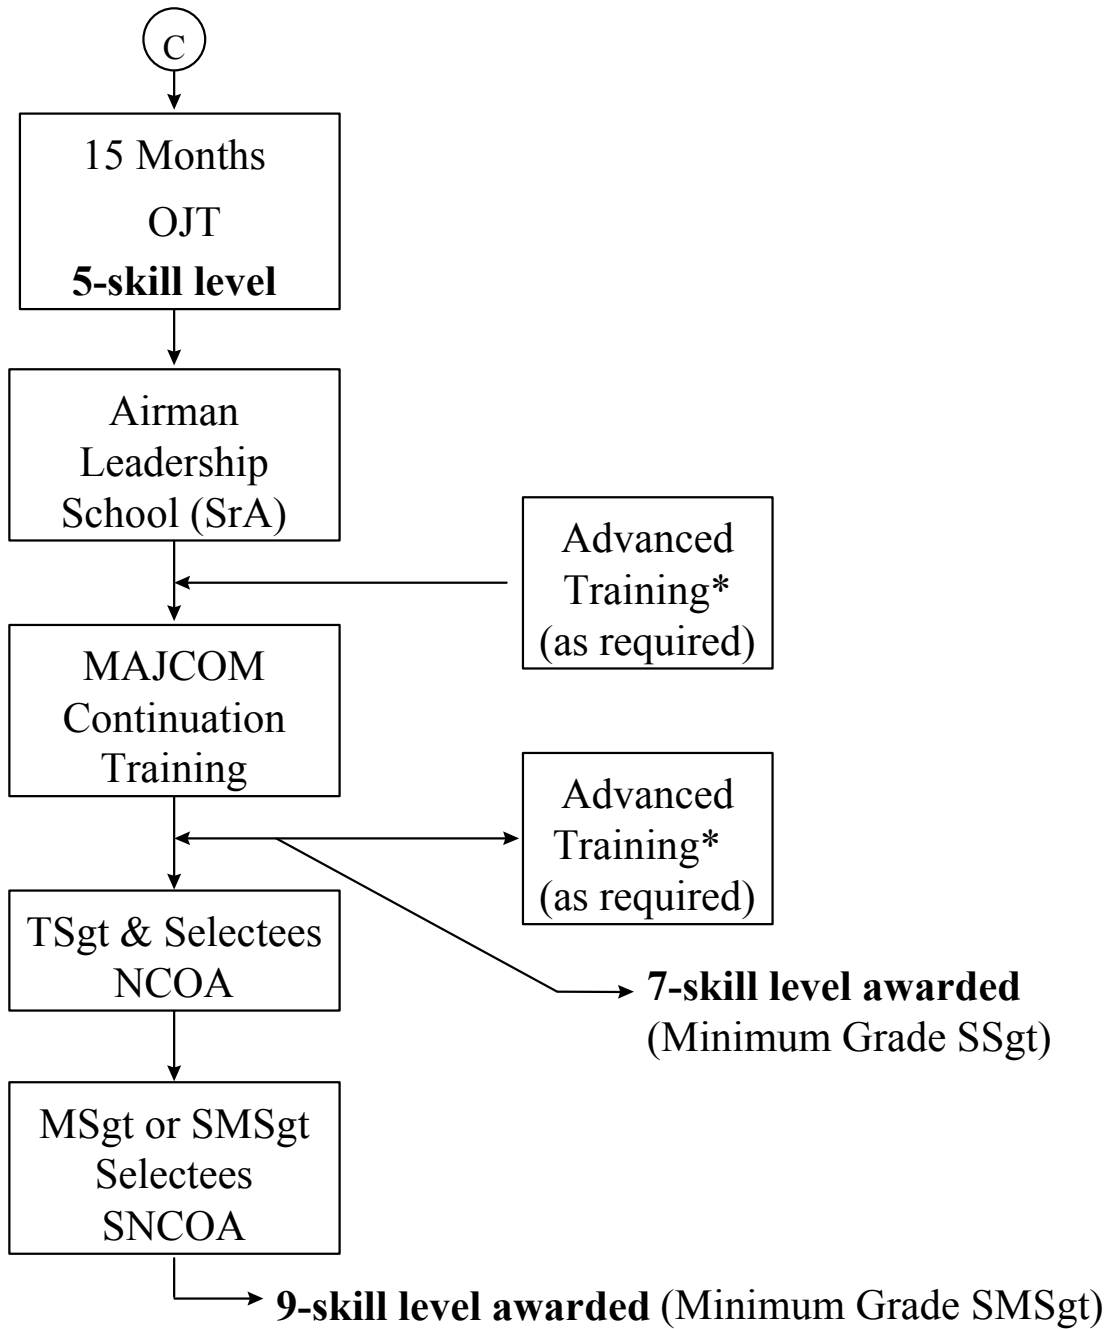 C
15 Months
OJT
5-skill level
Airman
Leadership
School (SrA)
Advanced
Training*
(as required)
MAJCOM
Continuation
Training
Advanced
Training*
(as required)
TSgt & Selectees
NCOA
7-skill level awarded
(Minimum Grade SSgt)
MSgt or SMSgt
Selectees
SNCOA
9-skill level awarded (Minimum Grade SMSgt)